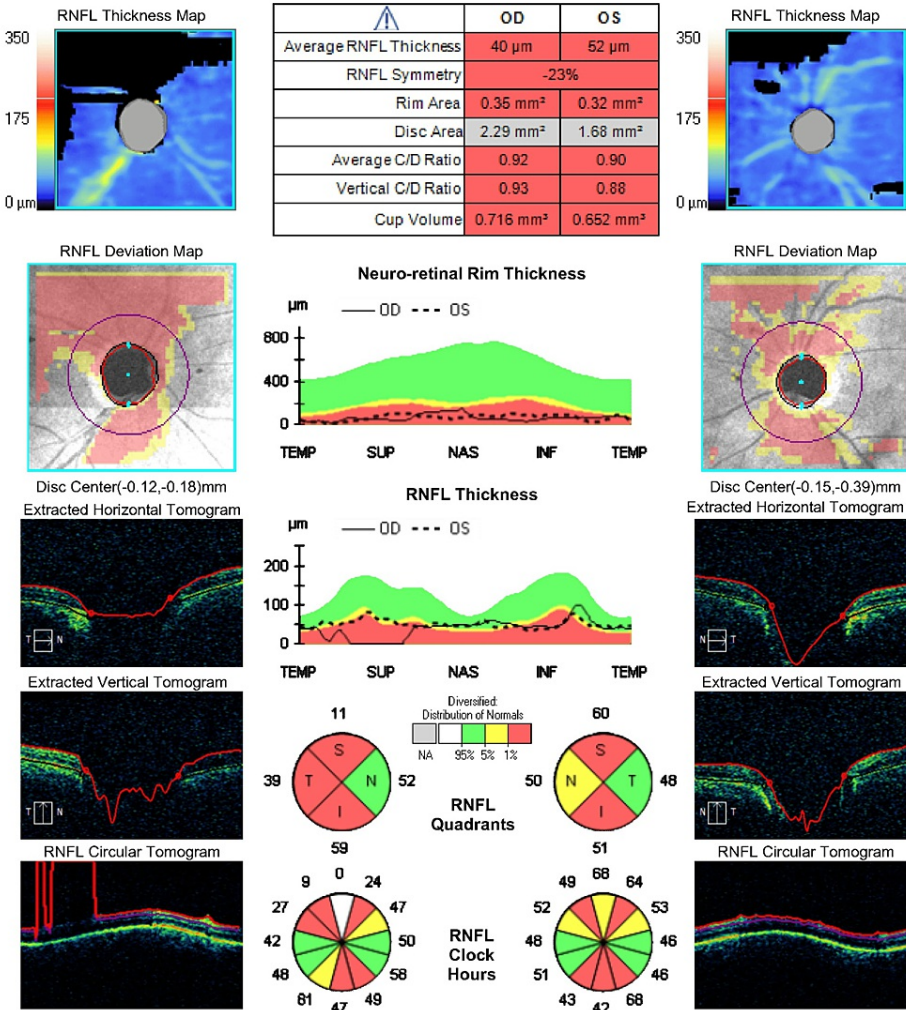 RNFL Thickness Map
350
175
0 µm
OD OS
Average RNFL Thickness 40 µm 52 µm
RNFL Symmetry -23%
Rim Area 0.35 mm² 0.32 mm²
Disc Area 2.29 mm² 1.68 mm²
Average C/D Ratio 0.92 0.90
Vertical C/D Ratio 0.93 0.88
Cup Volume 0.716 mm³ 0.652 mm³
RNFL Thickness Map
350
175
0 µm
RNFL Deviation Map
Disc Center(-0.12,-0.18)mm
Neuro-retinal Rim Thickness
µm OD OS
800
400
0
TEMP SUP NAS INF TEMP
RNFL Deviation Map
Disc Center(-0.15,-0.39)mm
Extracted Horizontal Tomogram
T N
RNFL Thickness
µm OD OS
200
100
0
TEMP SUP NAS INF TEMP
Extracted Horizontal Tomogram
N T
Extracted Vertical Tomogram
T N
Diversified:
Distribution of Normals
NA 95% 5% 1%
11
S
39 T N 52
I
59
RNFL
Quadrants
60
S
50 N T 48
I
51
Extracted Vertical Tomogram
N T
RNFL Circular Tomogram
0
9 24
27 47
42 50
48 58
81 49
47
RNFL
Clock
Hours
68
49 64
52 53
48 46
51 46
43 68
42
RNFL Circular Tomogram